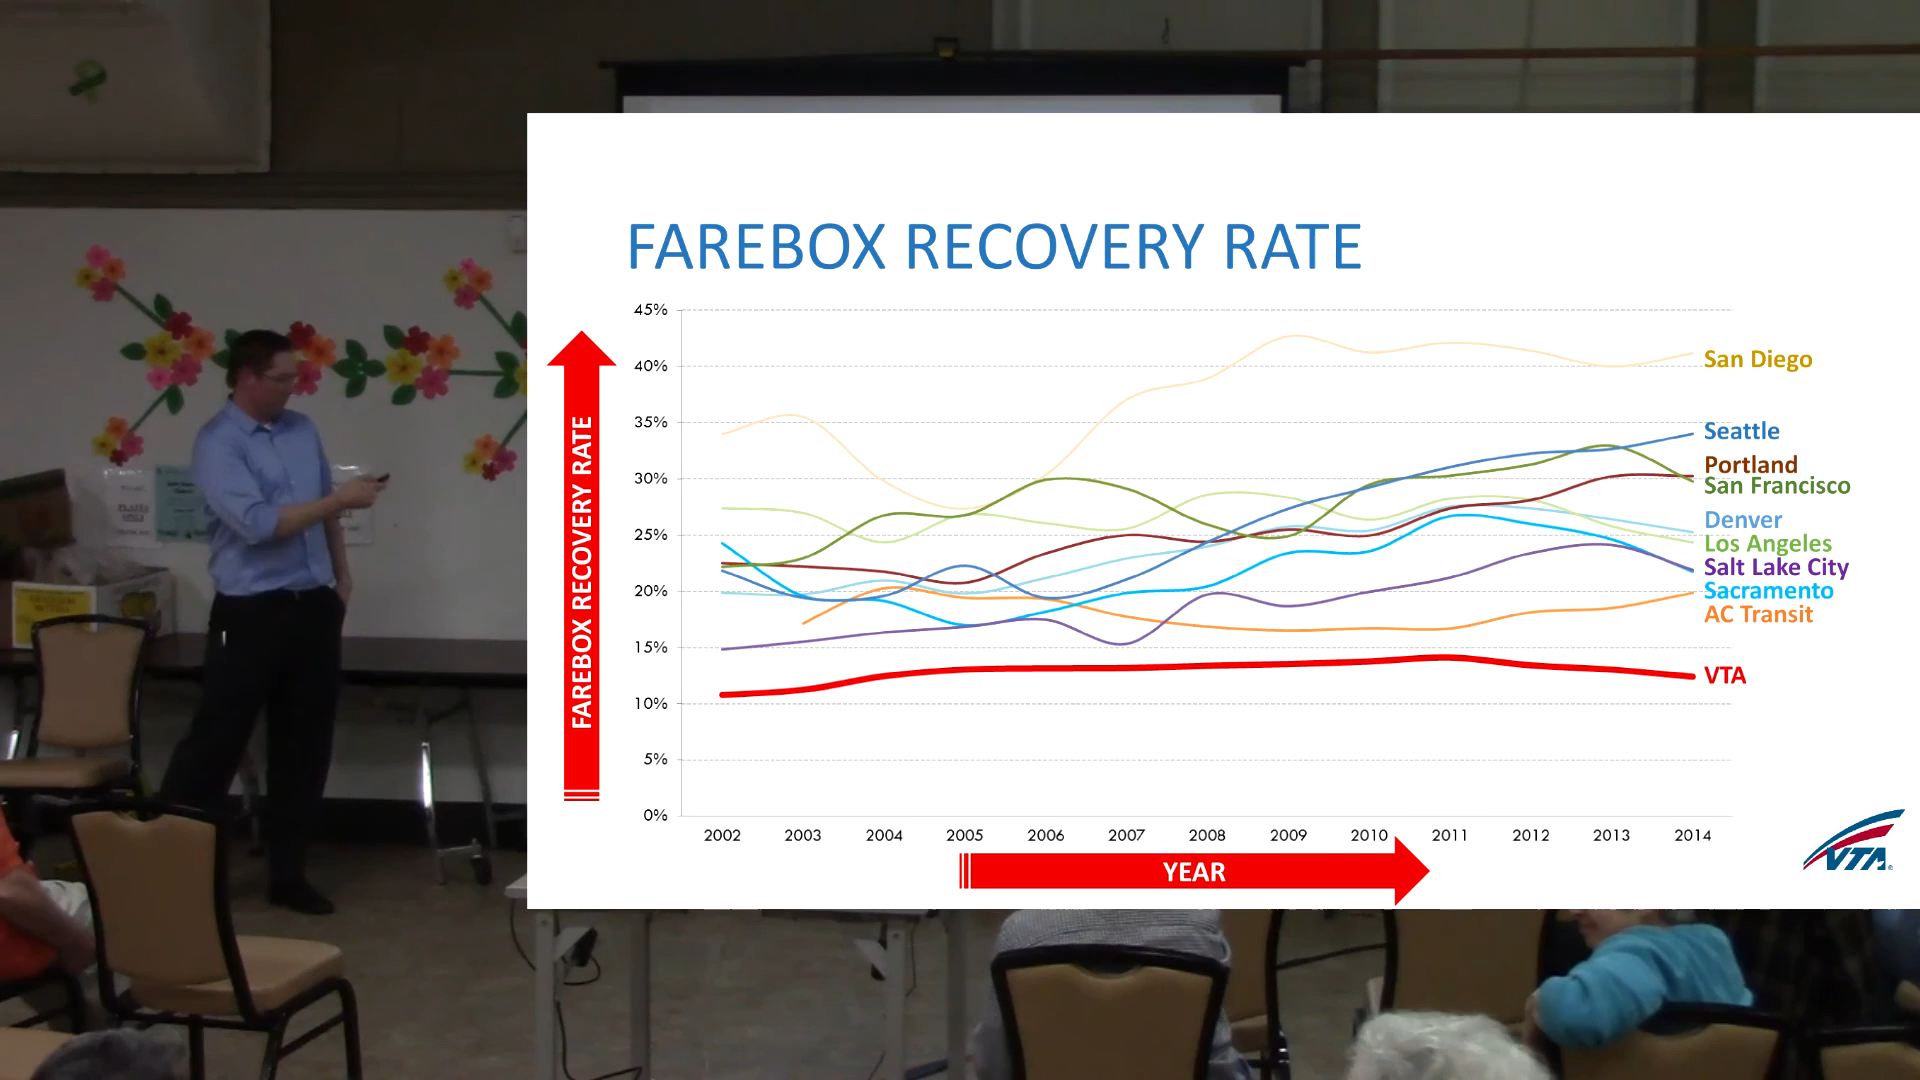 FAREBOX RECOVERY RATE
45%
40%
35%
30%
25%
20%
15%
10%
5%
0%
FAREBOX RECOVERY RATE
San Diego
Seattle
Portland
San Francisco
Denver
Los Angeles
Salt Lake City
Sacramento
AC Transit
VTA
2002 2003 2004 2005 2006 2007 2008 2009 2010 2011 2012 2013 2014
YEAR
VTA